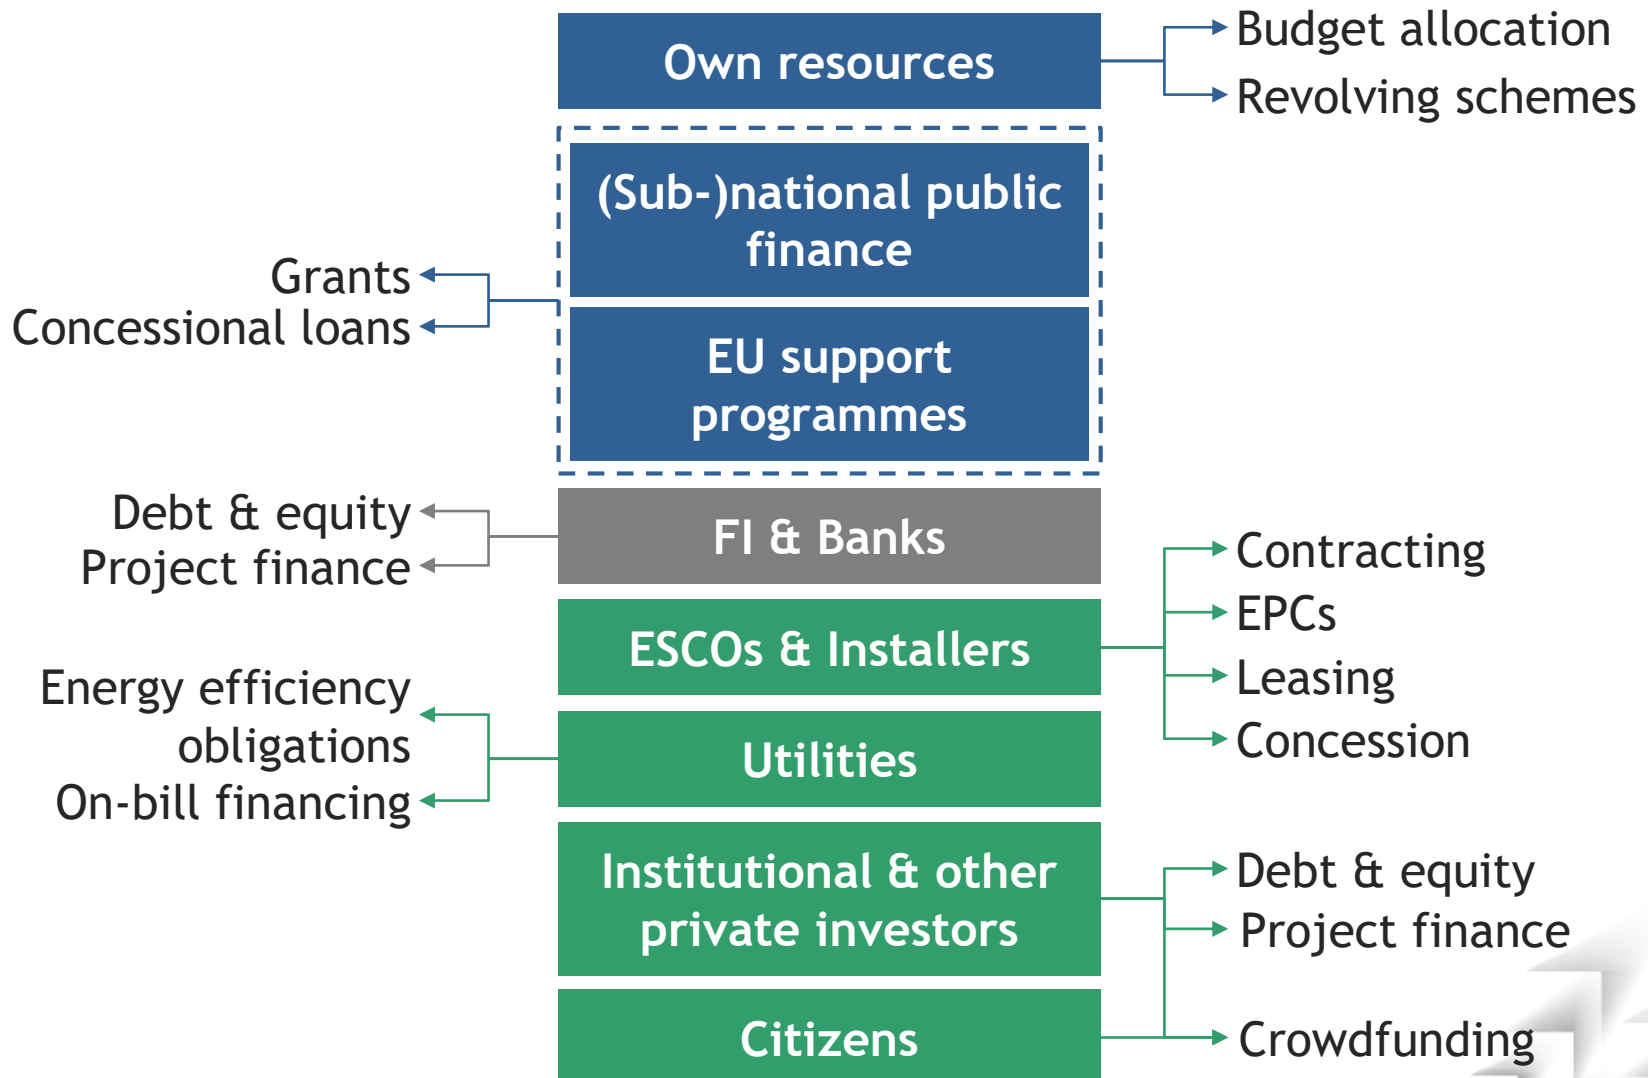 Own resources
Budget allocation
Revolving schemes
(Sub-)national public
finance
Grants
Concessional loans
EU support
programmes
Debt & equity
Project finance
FI & Banks
ESCOs & Installers
Contracting
EPCs
Leasing
Concession
Energy efficiency
obligations
On-bill financing
Utilities
Institutional & other
private investors
Debt & equity
Project finance
Citizens
Crowdfunding